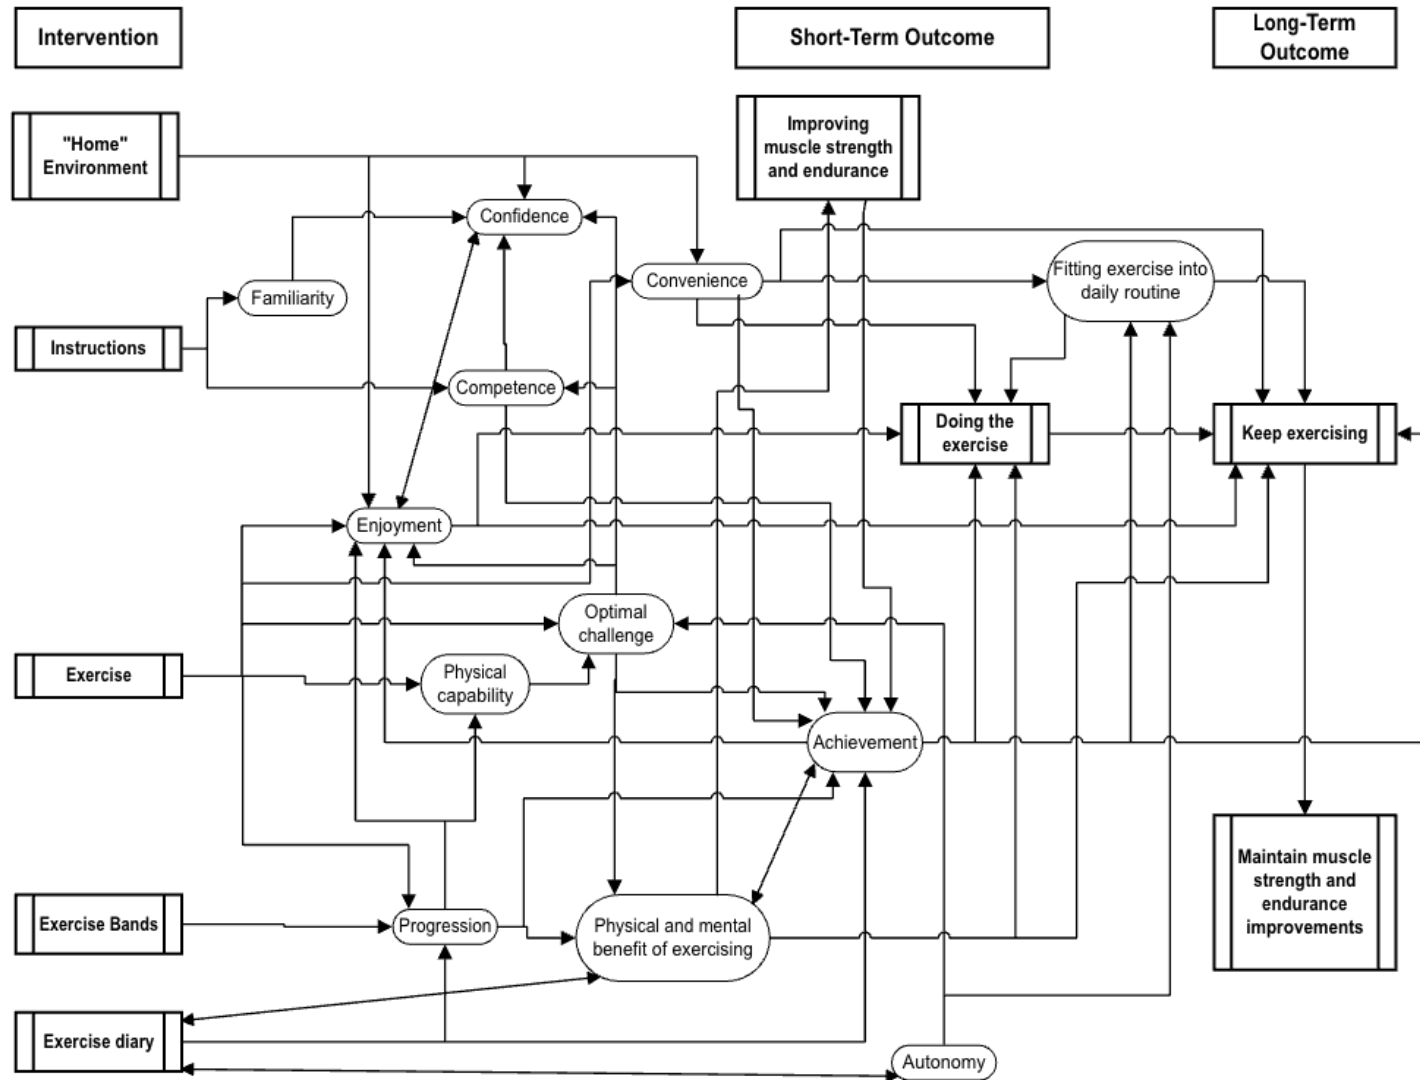 Intervention
Short-Term Outcome
Long-Term
Outcome
"Home"
Environment
Improving
muscle strength
and endurance
Confidence
Convenience
Fitting exercise into
daily routine
Familiarity
Instructions
Competence
Doing the
exercise
Keep exercising
Enjoyment
Optimal
challenge
Exercise
Physical
capability
Achievement
Maintain muscle
strength and
endurance
improvements
Exercise Bands
Progression
Physical and mental
benefit of exercising
Exercise diary
Autonomy